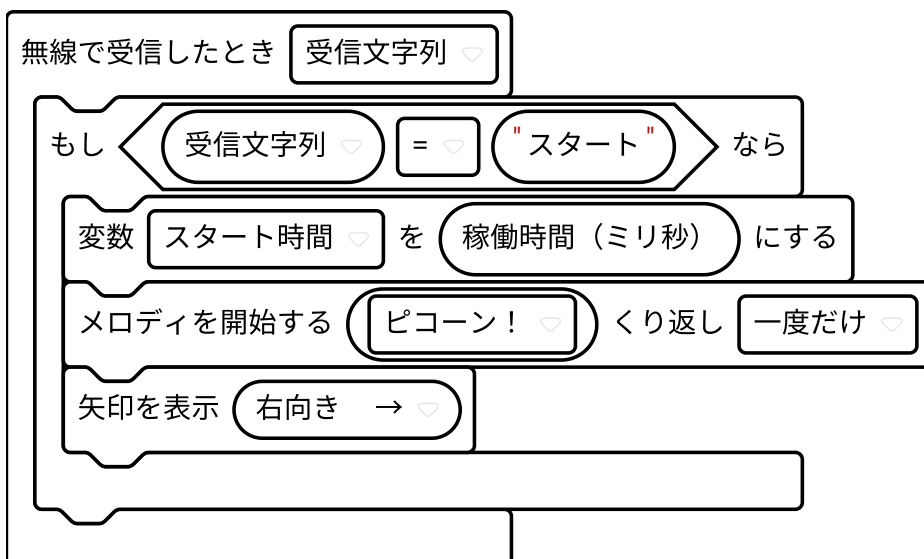 無線で受信したとき 受信文字列
もし 受信文字列 = "スタート" なら
変数 スタート時間 を 稼働時間（ミリ秒） にする
メロディを開始する ピコーン！ くり返し 一度だけ
矢印を表示 右向き　→